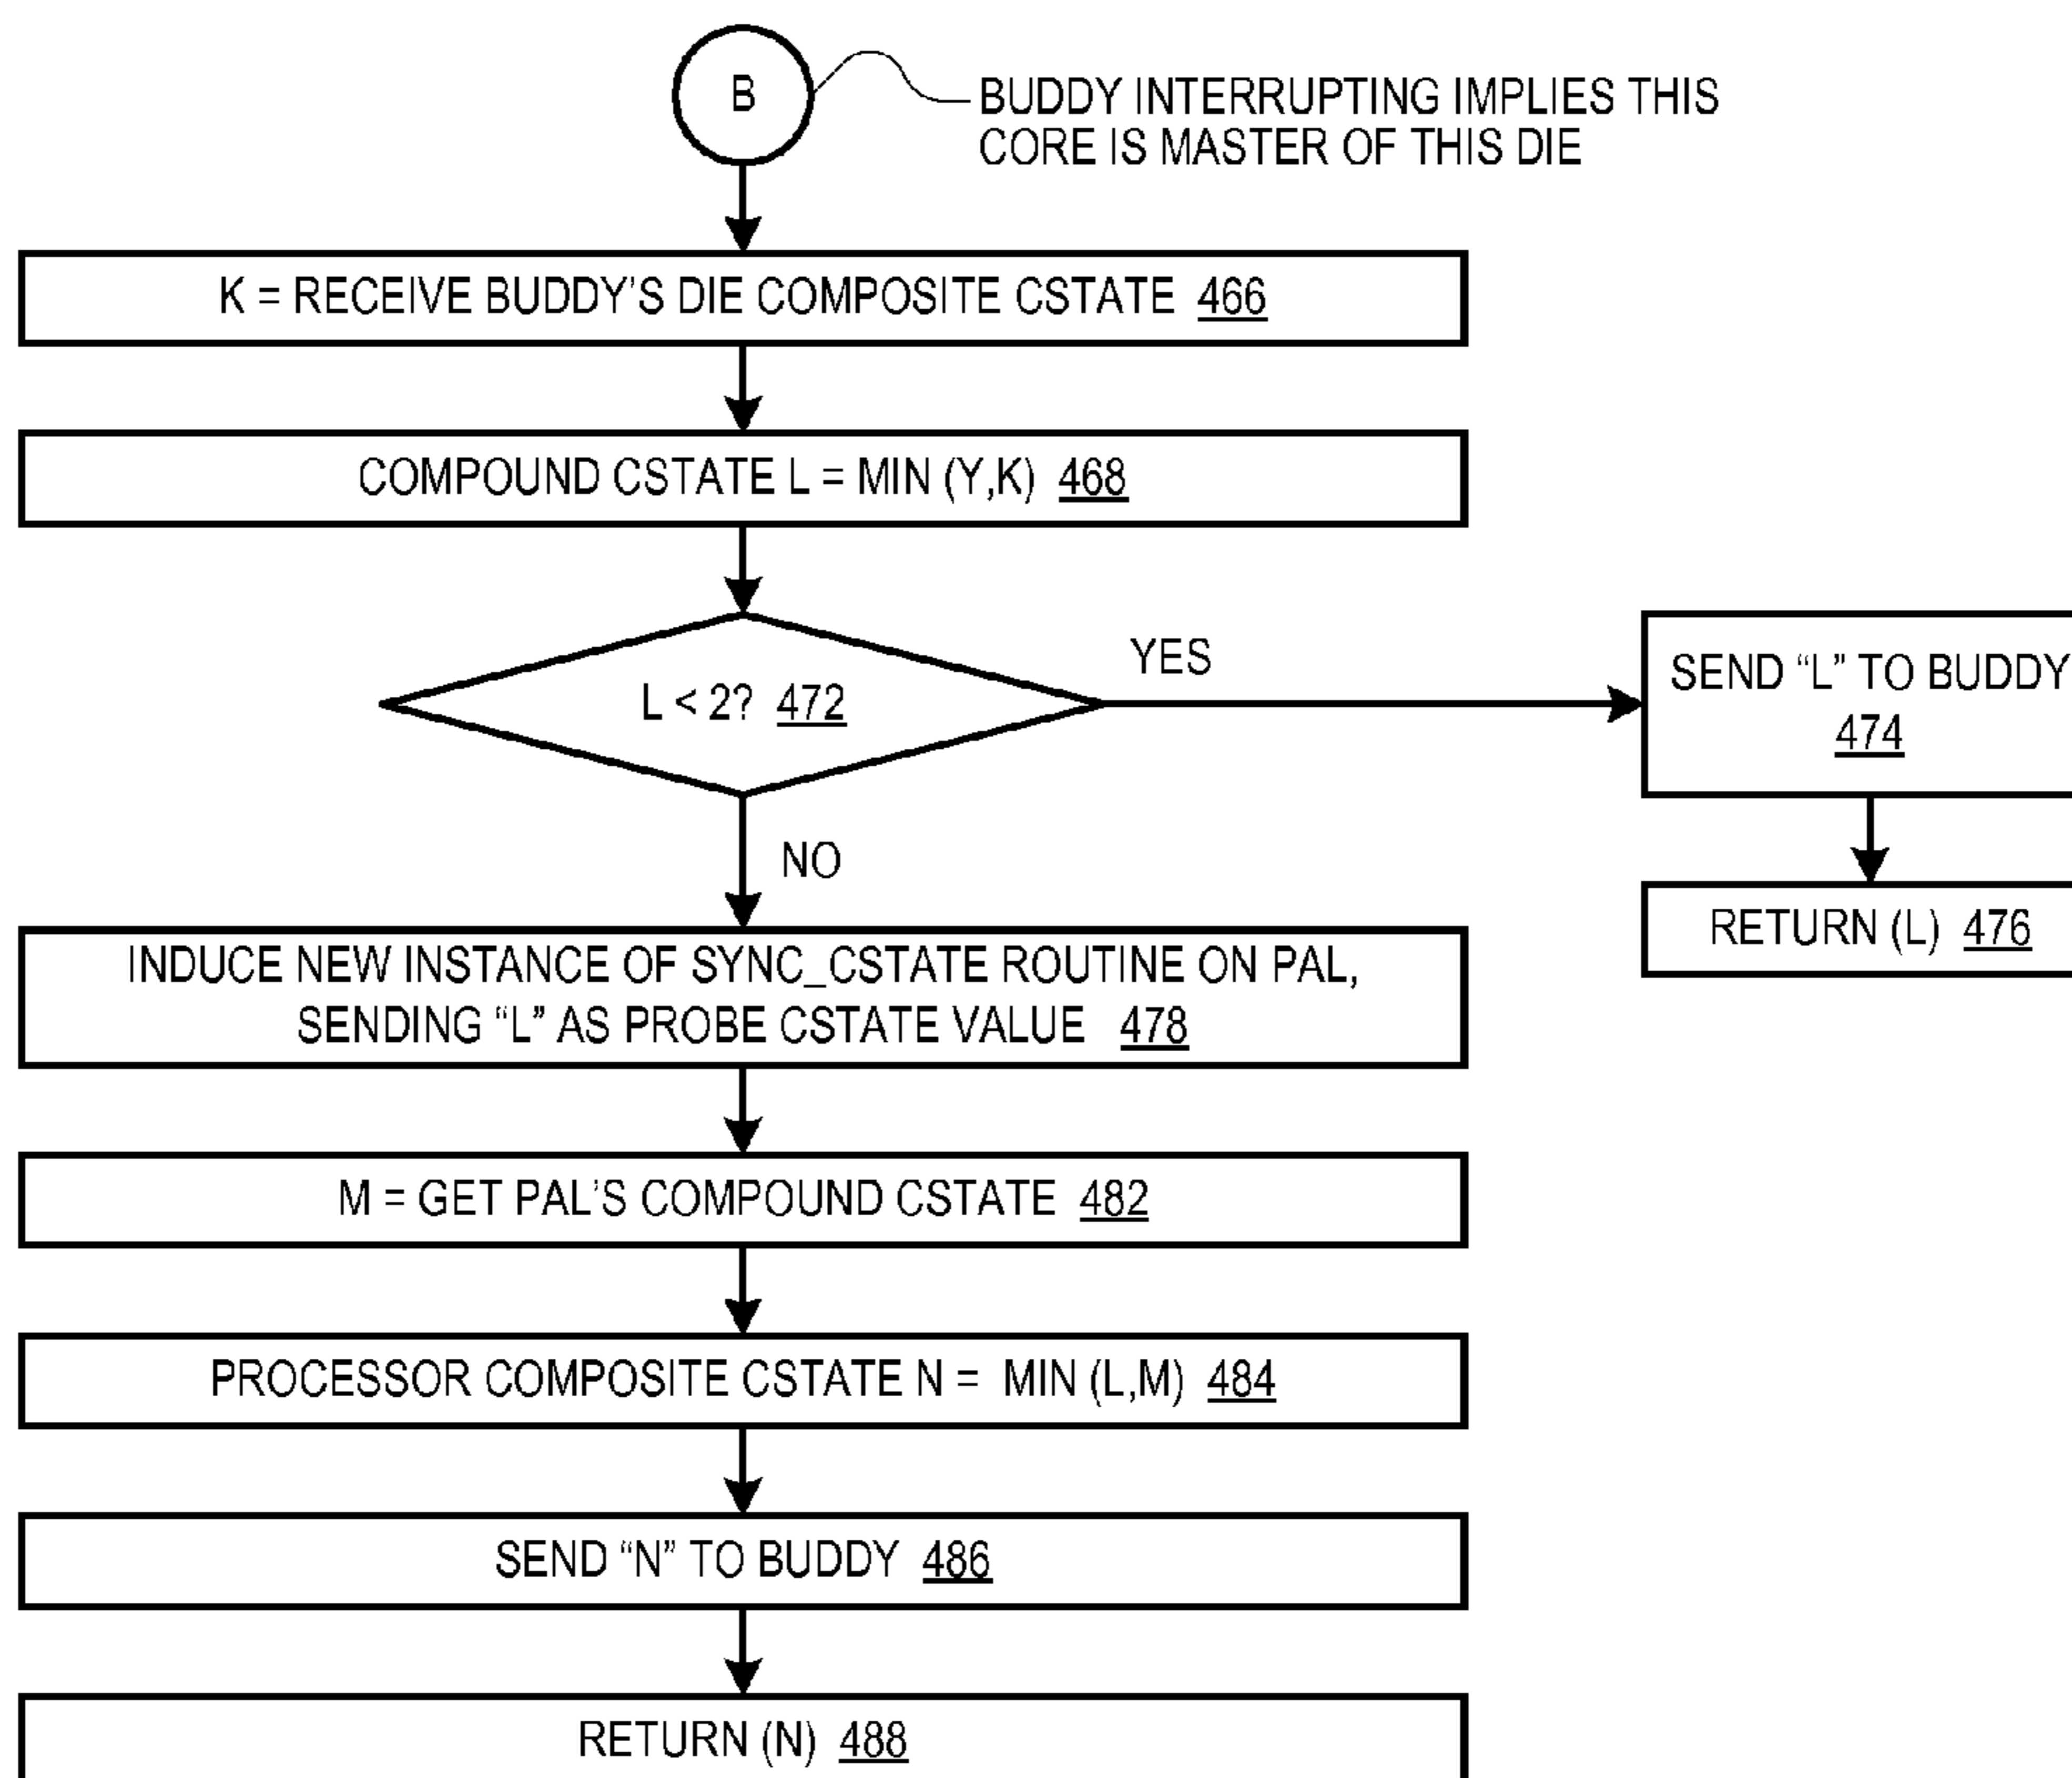 B
BUDDY INTERRUPTING IMPLIES THIS
CORE IS MASTER OF THIS DIE
K = RECEIVE BUDDY'S DIE COMPOSITE CSTATE 466
COMPOUND CSTATE L = MIN (Y,K) 468
L < 2? 472
YES
SEND “L” TO BUDDY
474
RETURN (L) 476
NO
INDUCE NEW INSTANCE OF SYNC_CSTATE ROUTINE ON PAL,
SENDING “L” AS PROBE CSTATE VALUE 478
M = GET PAL'S COMPOUND CSTATE 482
PROCESSOR COMPOSITE CSTATE N = MIN (L,M) 484
SEND “N” TO BUDDY 486
RETURN (N) 488